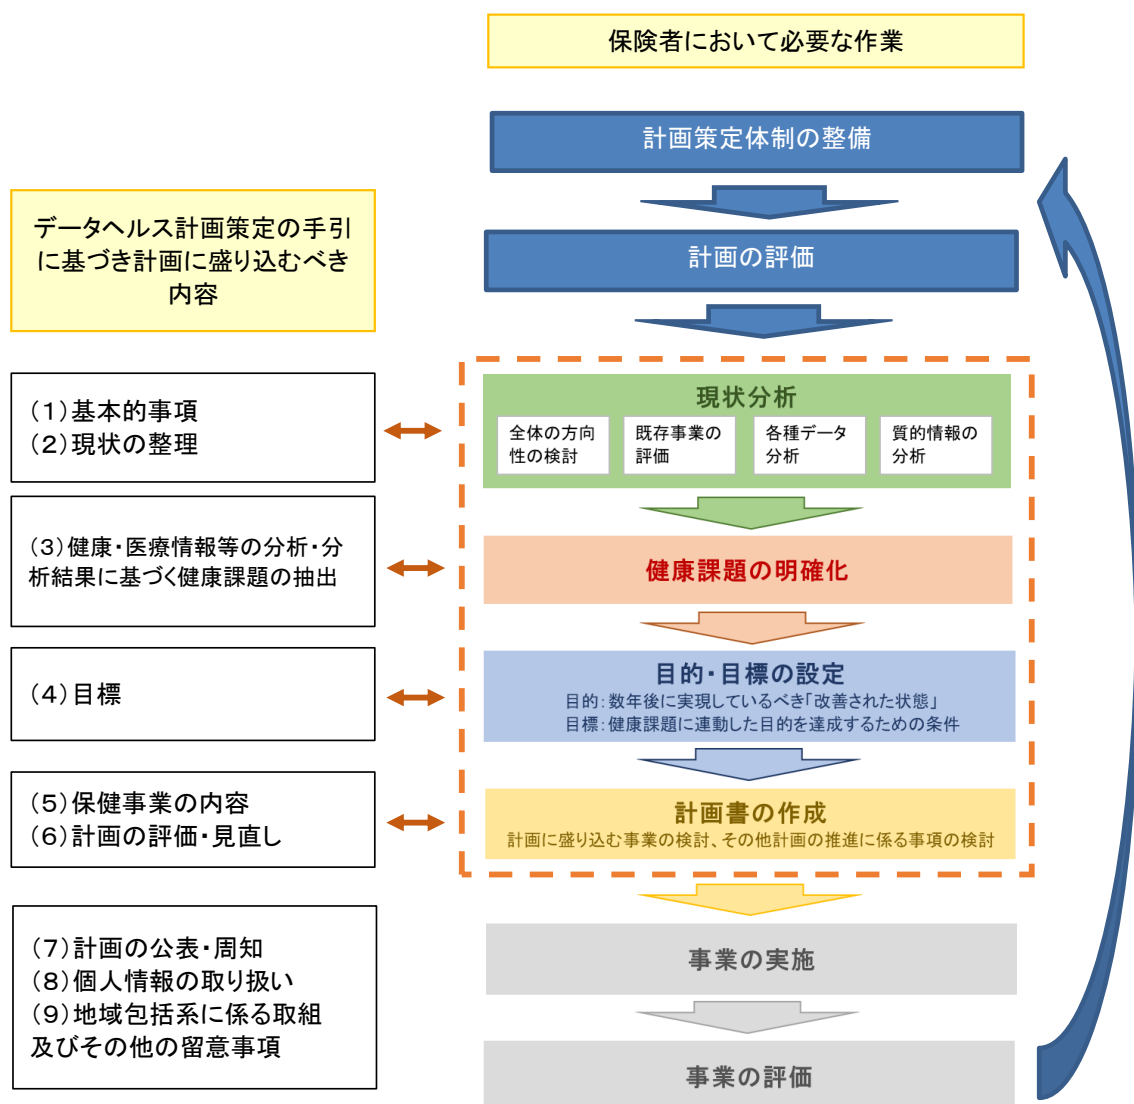 保険者において必要な作業
計画策定体制の整備
計画の評価
データヘルス計画策定の手引
に基づき計画に盛り込むべき
内容
(1)基本的事項
(2)現状の整理
現状分析
全体の方向
性の検討
既存事業の
評価
各種データ
分析
質的情報の
分析
(3)健康・医療情報等の分析・分
析結果に基づく健康課題の抽出
健康課題の明確化
(4)目標
目的・目標の設定
目的:数年後に実現しているべき「改善された状態」
目標:健康課題に連動した目的を達成するための条件
(5)保健事業の内容
(6)計画の評価・見直し
計画書の作成
計画に盛り込む事業の検討、その他計画の推進に係る事項の検討
(7)計画の公表・周知
(8)個人情報の取り扱い
(9)地域包括系に係る取組
及びその他の留意事項
事業の実施
事業の評価